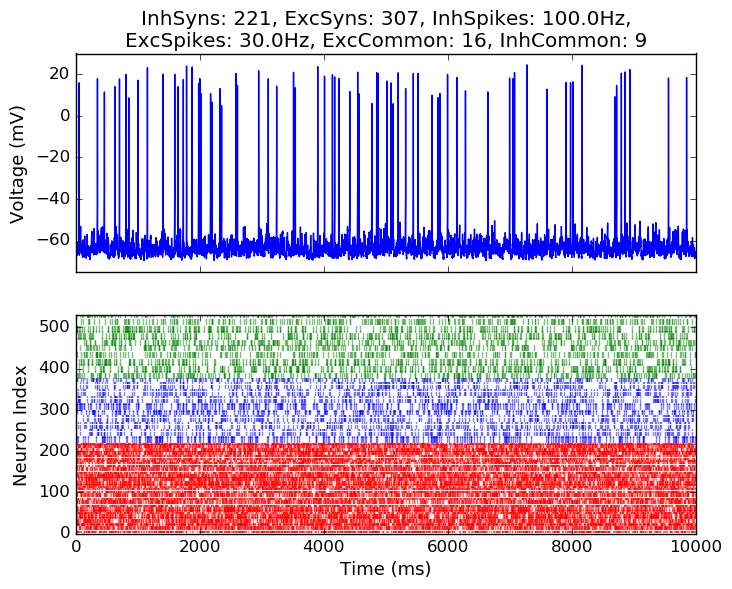 InhSyns: 221, ExcSyns: 307, InhSpikes: 100.0Hz,
ExcSpikes: 30.0Hz, ExcCommon: 16, InhCommon: 9
Voltage (mV)
20
0
−20
−40
−60
Neuron Index
500
400
300
200
100
0
0 2000 4000 6000 8000 10000
Time (ms)